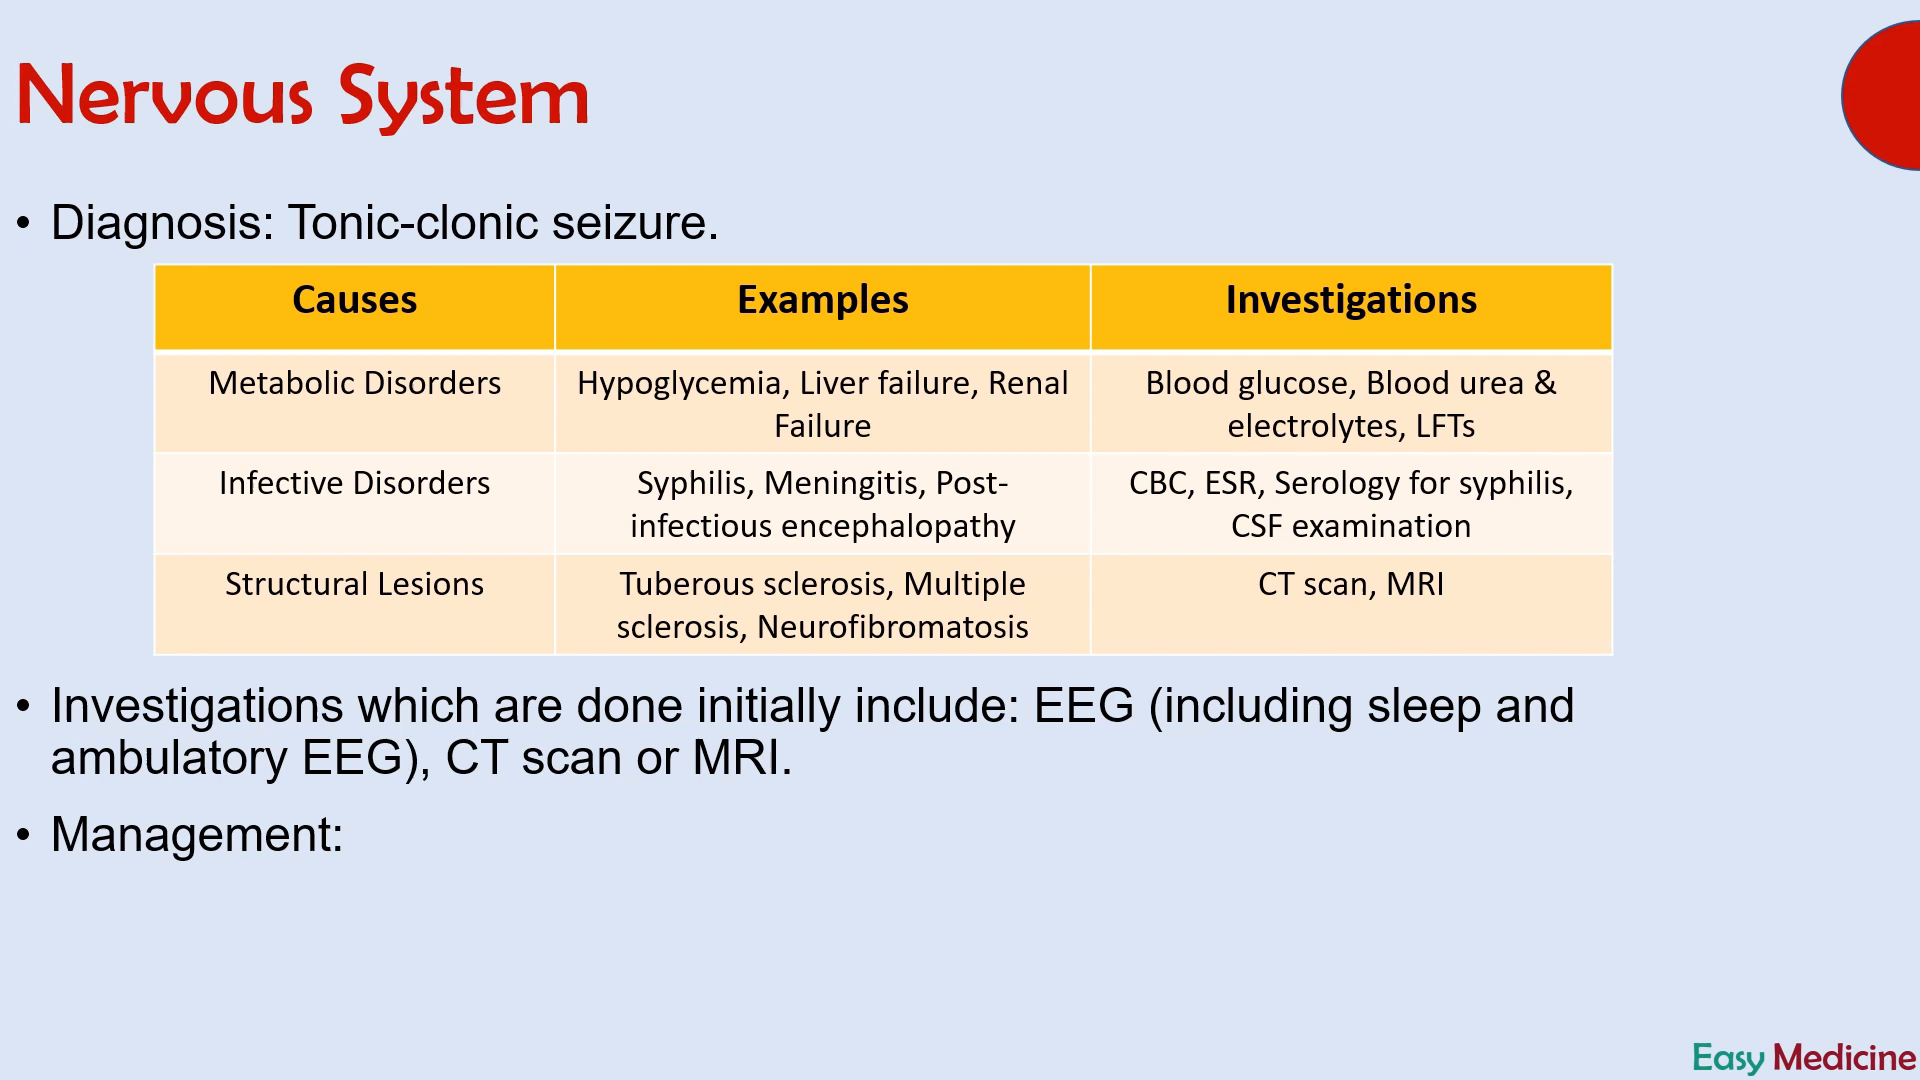 Nervous System
• Diagnosis: Tonic-clonic seizure.
Causes
Examples
Investigations
Metabolic Disorders
Hypoglycemia, Liver failure, Renal
Failure
Blood glucose, Blood urea &
electrolytes, LFTs
Infective Disorders
Syphilis, Meningitis, Post-
infectious encephalopathy
CBC, ESR, Serology for syphilis,
CSF examination
Structural Lesions
Tuberous sclerosis, Multiple
sclerosis, Neurofibromatosis
CT scan, MRI
• Investigations which are done initially include: EEG (including sleep and
ambulatory EEG), CT scan or MRI.
• Management:
Easy Medicine